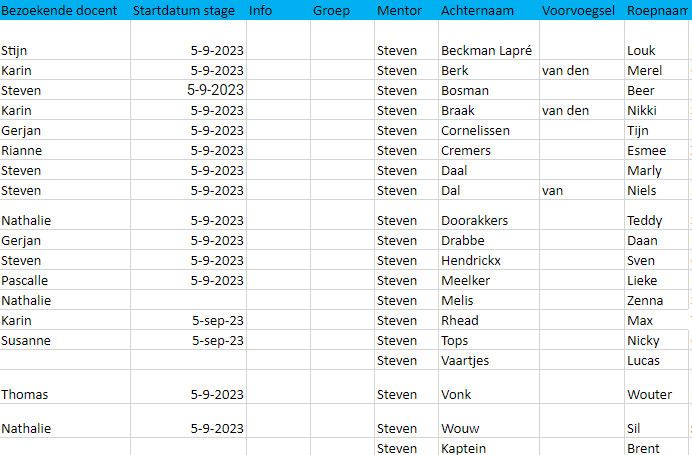 Bezoekende docent Startdatum stage Info Groep Mentor Achternaam Voorvoegsel Roepnaam
Stijn 5-9-2023 Steven Beckman Lapré Louk
Karin 5-9-2023 Steven Berk van den Merel
Steven 5-9-2023 Steven Bosman Beer
Karin 5-9-2023 Steven Braak van den Nikki
Gerjan 5-9-2023 Steven Cornelissen Tijn
Rianne 5-9-2023 Steven Cremers Esmee
Steven 5-9-2023 Steven Daal Marly
Steven 5-9-2023 Steven Dal van Niels
Nathalie 5-9-2023 Steven Doorakkers Teddy
Gerjan 5-9-2023 Steven Drabbe Daan
Steven 5-9-2023 Steven Hendrickx Sven
Pascalle 5-9-2023 Steven Meelker Lieke
Nathalie Steven Melis Zenna
Karin 5-sep-23 Steven Rhead Max
Susanne 5-sep-23 Steven Tops Nicky
Steven Vaartjes Lucas
Thomas 5-9-2023 Steven Vonk Wouter
Nathalie 5-9-2023 Steven Wouw Sil
Steven Kaptein Brent